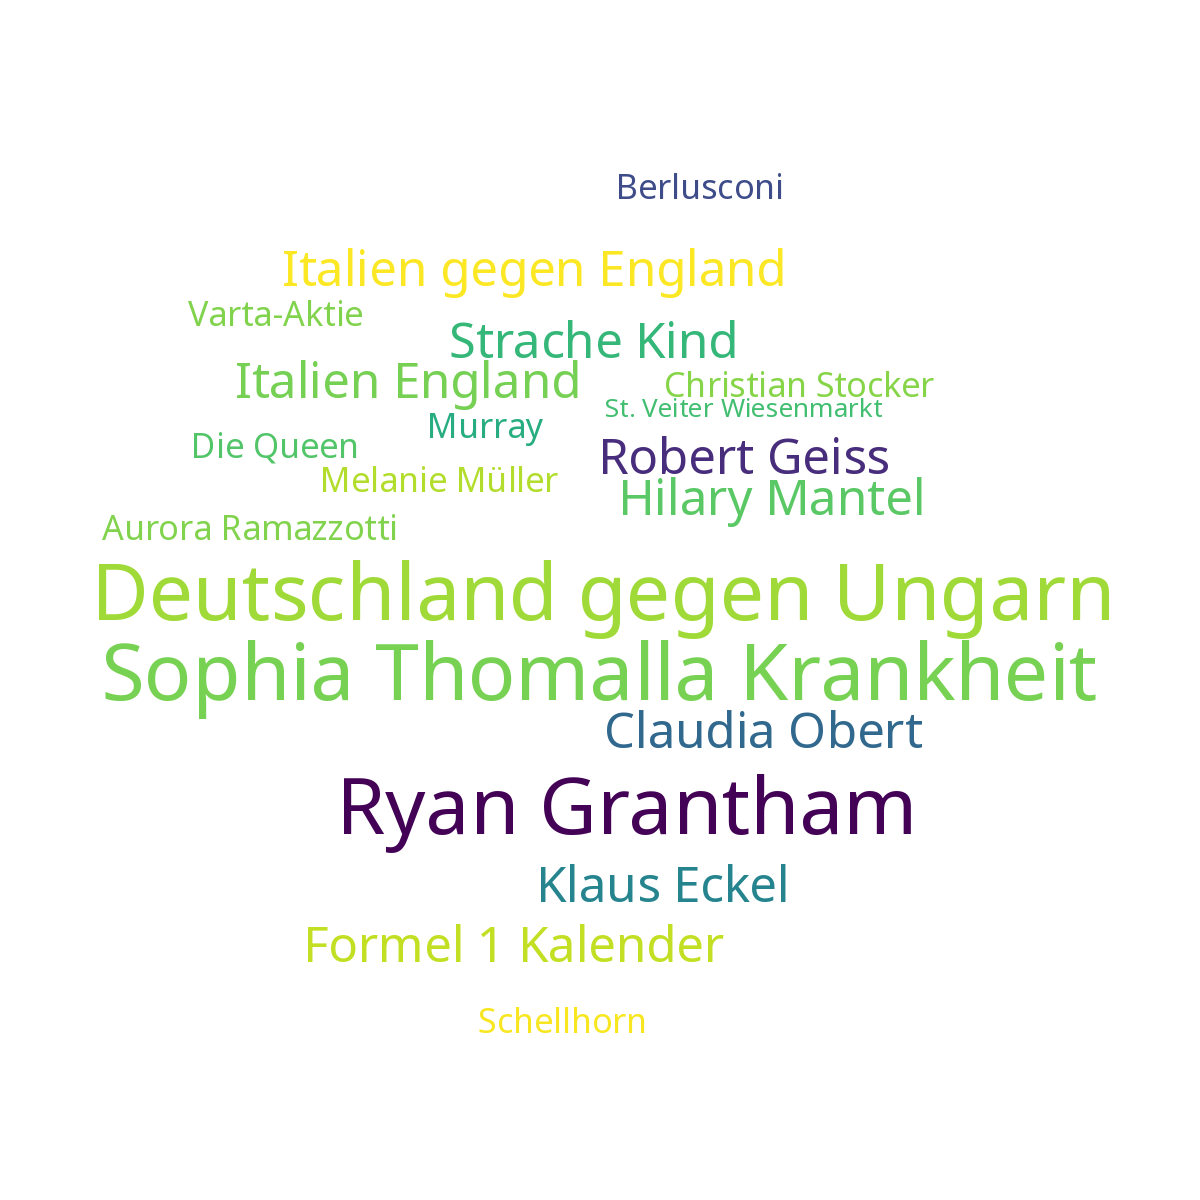 Berlusconi
Italien gegen England
Varta-Aktie
Strache Kind
Italien England
Christian Stocker
St. Veiter Wiesenmarkt
Murray
Die Queen
Robert Geiss
Melanie Müller
Hilary Mantel
Aurora Ramazzotti
Deutschland gegen Ungarn
Sophia Thomalla Krankheit
Claudia Obert
Ryan Grantham
Klaus Eckel
Formel 1 Kalender
Schellhorn